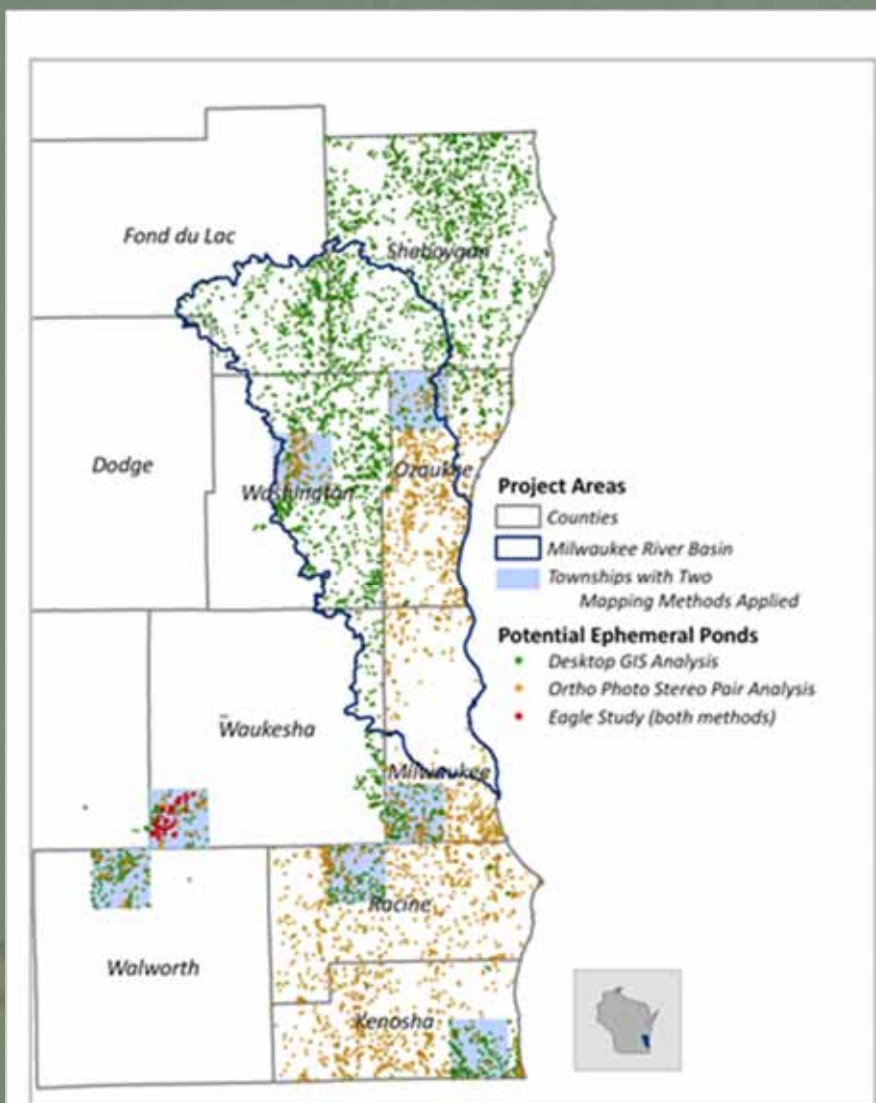 Fond du Lac
Sheboygan
Dodge
Washington
Ozaukee
Project Areas
Counties
Milwaukee River Basin
Townships with Two
Mapping Methods Applied
Potential Ephemeral Ponds
Desktop GIS Analysis
Ortho Photo Stereo Pair Analysis
Eagle Study (both methods)
Waukesha
Milwaukee
Racine
Walworth
Kenosha